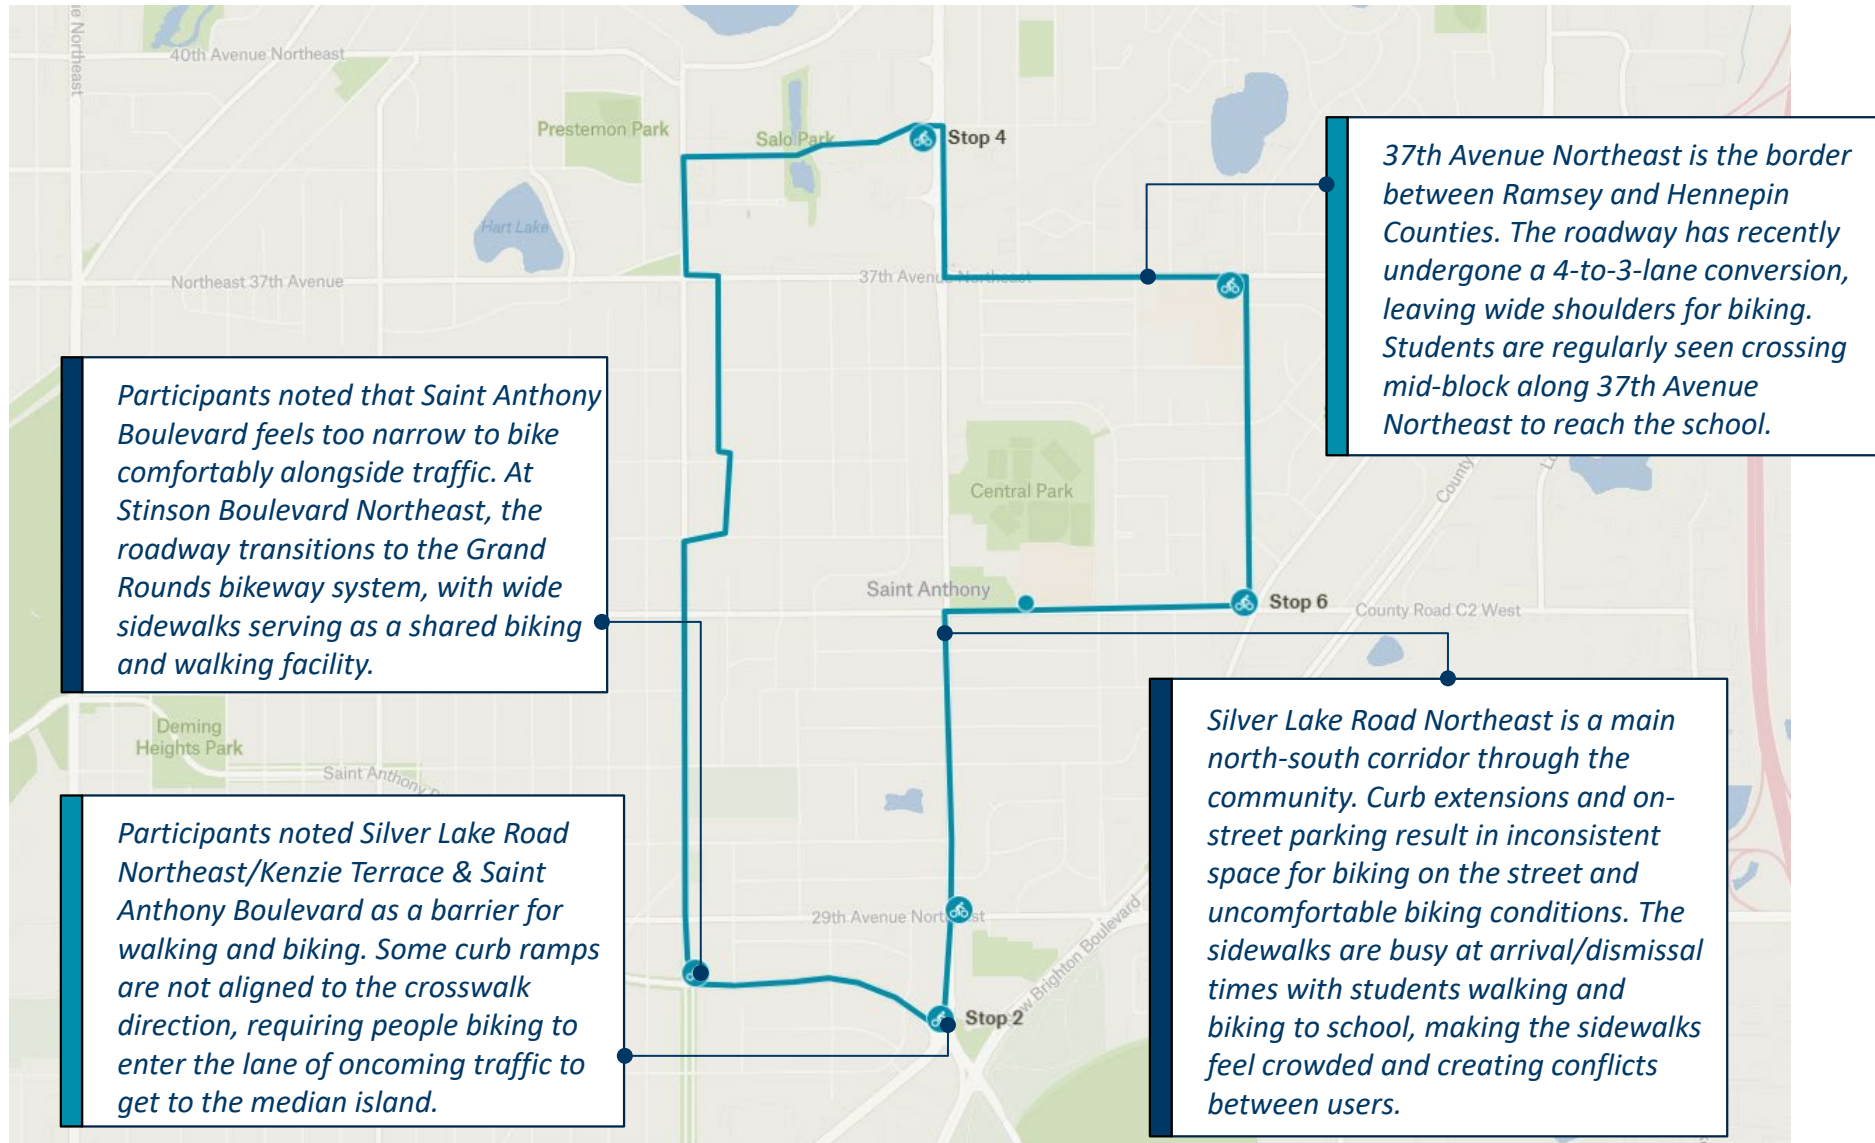 ue Northeast
40th Avenue Northeast
Prestemon Park
Salo Park
Stop 4
Hart Lake
Northeast 37th Avenue
37th Avenue Northeast
37th Avenue Northeast is the border
between Ramsey and Hennepin
Counties. The roadway has recently
undergone a 4-to-3-lane conversion,
leaving wide shoulders for biking.
Students are regularly seen crossing
mid-block along 37th Avenue
Northeast to reach the school.
Participants noted that Saint Anthony
Boulevard feels too narrow to bike
comfortably alongside traffic. At
Stinson Boulevard Northeast, the
roadway transitions to the Grand
Rounds bikeway system, with wide
sidewalks serving as a shared biking
and walking facility.
Central Park
County
Saint Anthony
Stop 6
County Road C2 West
Deming
Heights Park
Saint Anthony
Participants noted Silver Lake Road
Northeast/Kenzie Terrace & Saint
Anthony Boulevard as a barrier for
walking and biking. Some curb ramps
are not aligned to the crosswalk
direction, requiring people biking to
enter the lane of oncoming traffic to
get to the median island.
29th Avenue Northeast
Stop 2
New Brighton Boulevard
Silver Lake Road Northeast is a main
north-south corridor through the
community. Curb extensions and on-
street parking result in inconsistent
space for biking on the street and
uncomfortable biking conditions. The
sidewalks are busy at arrival/dismissal
times with students walking and
biking to school, making the sidewalks
feel crowded and creating conflicts
between users.